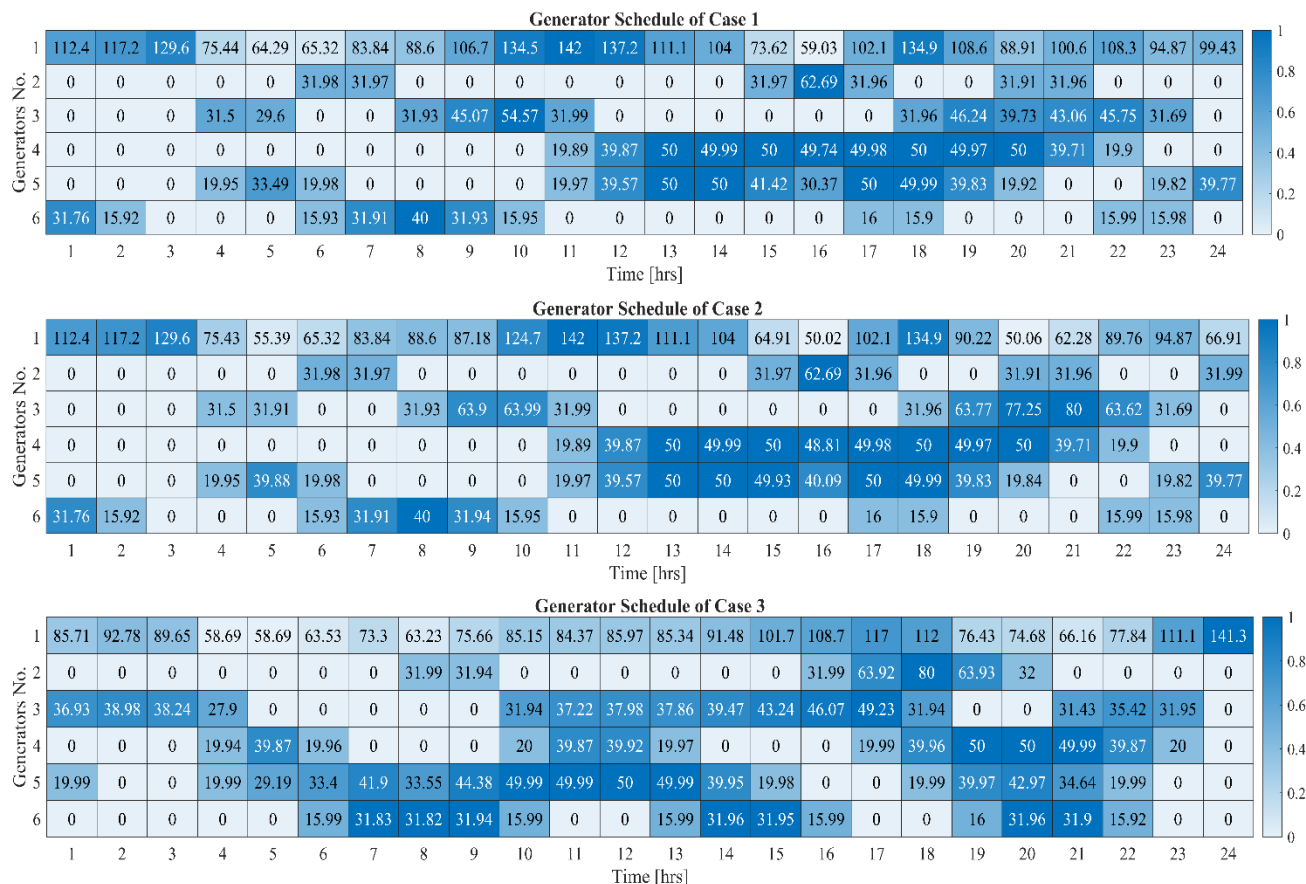 Generator Schedule of Case 1
Generators No.
1 112.4 117.2 129.6 75.44 64.29 65.32 83.84 88.6 106.7 134.5 142 137.2 111.1 104 73.62 59.03 102.1 134.9 108.6 88.91 100.6 108.3 94.87 99.43
2 0 0 0 0 0 31.98 31.97 0 0 0 0 0 0 0 31.97 62.69 31.96 0 0 31.91 31.96 0 0 0
3 0 0 0 31.5 29.6 0 0 31.93 45.07 54.57 31.99 0 0 0 0 0 0 31.96 46.24 39.73 43.06 45.75 31.69 0
4 0 0 0 0 0 0 0 0 0 0 19.89 39.87 50 49.99 50 49.74 49.98 50 49.97 50 39.71 19.9 0 0
5 0 0 0 19.95 33.49 19.98 0 0 0 0 19.97 39.57 50 50 41.42 30.37 50 49.99 39.83 19.92 0 0 19.82 39.77
6 31.76 15.92 0 0 0 15.93 31.91 40 31.93 15.95 0 0 0 0 0 0 16 15.9 0 0 0 15.99 15.98 0
1 2 3 4 5 6 7 8 9 10 11 12 13 14 15 16 17 18 19 20 21 22 23 24
Time [hrs]
1
0.8
0.6
0.4
0.2
0
Generator Schedule of Case 2
Generators No.
1 112.4 117.2 129.6 75.43 55.39 65.32 83.84 88.6 87.18 124.7 142 137.2 111.1 104 64.91 50.02 102.1 134.9 90.22 50.06 62.28 89.76 94.87 66.91
2 0 0 0 0 0 31.98 31.97 0 0 0 0 0 0 0 31.97 62.69 31.96 0 0 31.91 31.96 0 0 31.99
3 0 0 0 31.5 31.91 0 0 31.93 63.9 63.99 31.99 0 0 0 0 0 0 31.96 63.77 77.25 80 63.62 31.69 0
4 0 0 0 0 0 0 0 0 0 0 19.89 39.87 50 49.99 50 48.81 49.98 50 49.97 50 39.71 19.9 0 0
5 0 0 0 19.95 39.88 19.98 0 0 0 0 19.97 39.57 50 50 49.93 40.09 50 49.99 39.83 19.84 0 0 19.82 39.77
6 31.76 15.92 0 0 0 15.93 31.91 40 31.94 15.95 0 0 0 0 0 0 16 15.9 0 0 0 15.99 15.98 0
1 2 3 4 5 6 7 8 9 10 11 12 13 14 15 16 17 18 19 20 21 22 23 24
Time [hrs]
1
0.8
0.6
0.4
0.2
0
Generator Schedule of Case 3
Generators No.
1 85.71 92.78 89.65 58.69 58.69 63.53 73.3 63.23 75.66 85.15 84.37 85.97 85.34 91.48 101.7 108.7 117 112 76.43 74.68 66.16 77.84 111.1 141.3
2 0 0 0 0 0 0 0 31.99 31.94 0 0 0 0 0 0 31.99 63.92 80 63.93 32 0 0 0 0
3 36.93 38.98 38.24 27.9 0 0 0 0 0 31.94 37.22 37.98 37.86 39.47 43.24 46.07 49.23 31.94 0 0 31.43 35.42 31.95 0
4 0 0 0 19.94 39.87 19.96 0 0 0 20 39.87 39.92 19.97 0 0 0 19.99 39.96 50 50 49.99 39.87 20 0
5 19.99 0 0 19.99 29.19 33.4 41.9 33.55 44.38 49.99 49.99 50 49.99 39.95 19.98 0 0 19.99 39.97 42.97 34.64 19.99 0 0
6 0 0 0 0 0 15.99 31.83 31.82 31.94 15.99 0 0 15.99 31.96 31.95 15.99 0 0 16 31.96 31.9 15.92 0 0
1 2 3 4 5 6 7 8 9 10 11 12 13 14 15 16 17 18 19 20 21 22 23 24
Time [hrs]
1
0.8
0.6
0.4
0.2
0